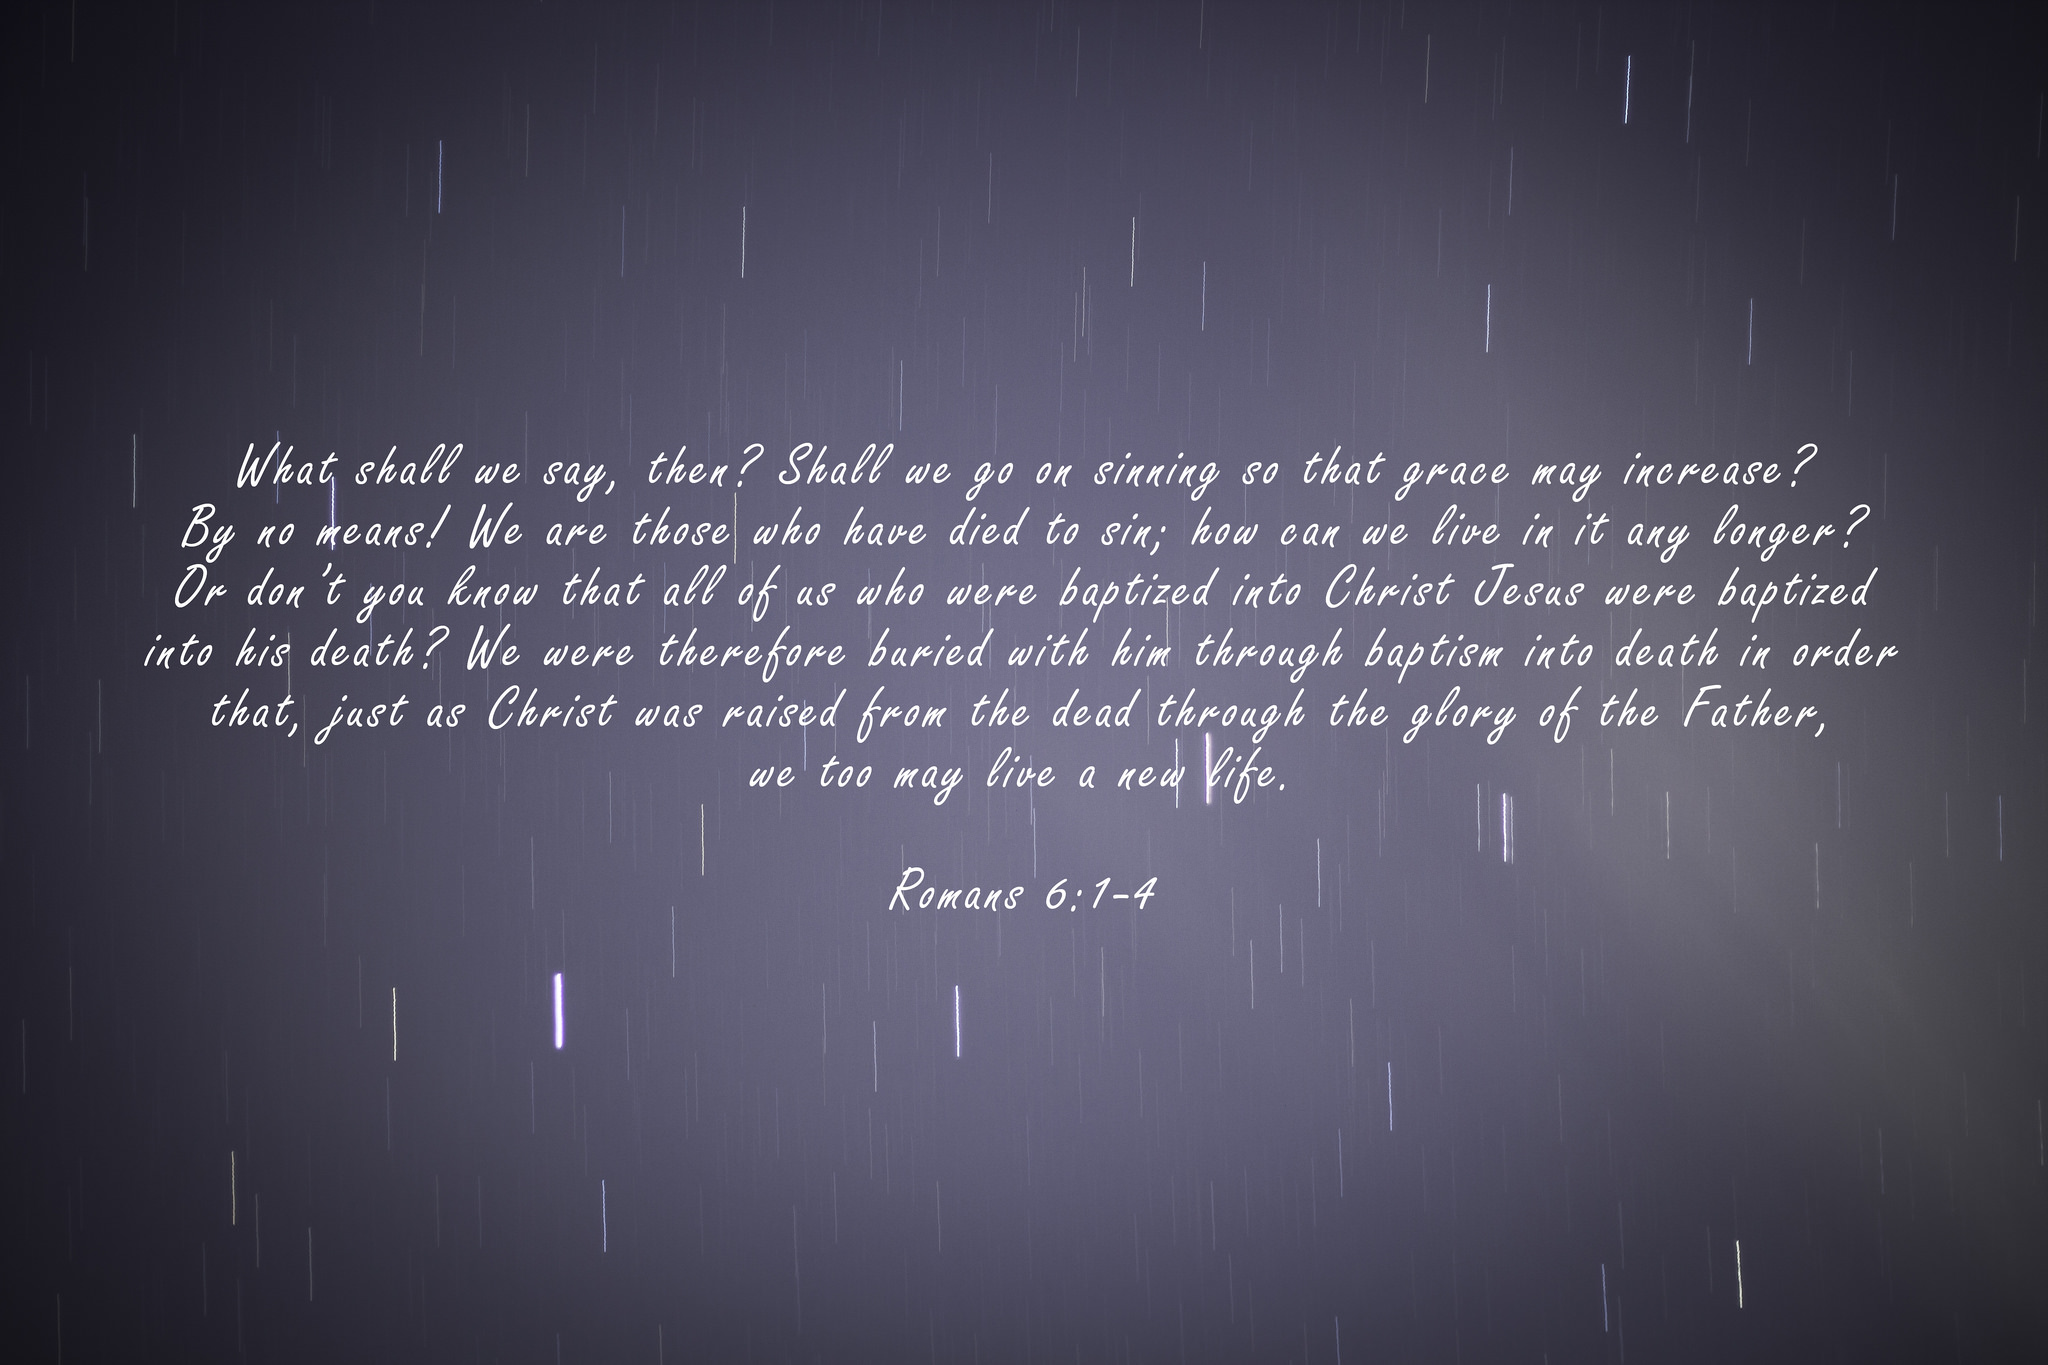 What shall we say, then? Shall we go on sinning so that grace may increase?
By no means! We are those who have died to sin; how can we live in it any longer?
Or don't you know that all of us who were baptized into Christ Jesus were baptized
into his death? We were therefore buried with him through baptism into death in order
that, just as Christ was raised from the dead through the glory of the Father,
we too may live a new life.
Romans 6:1-4